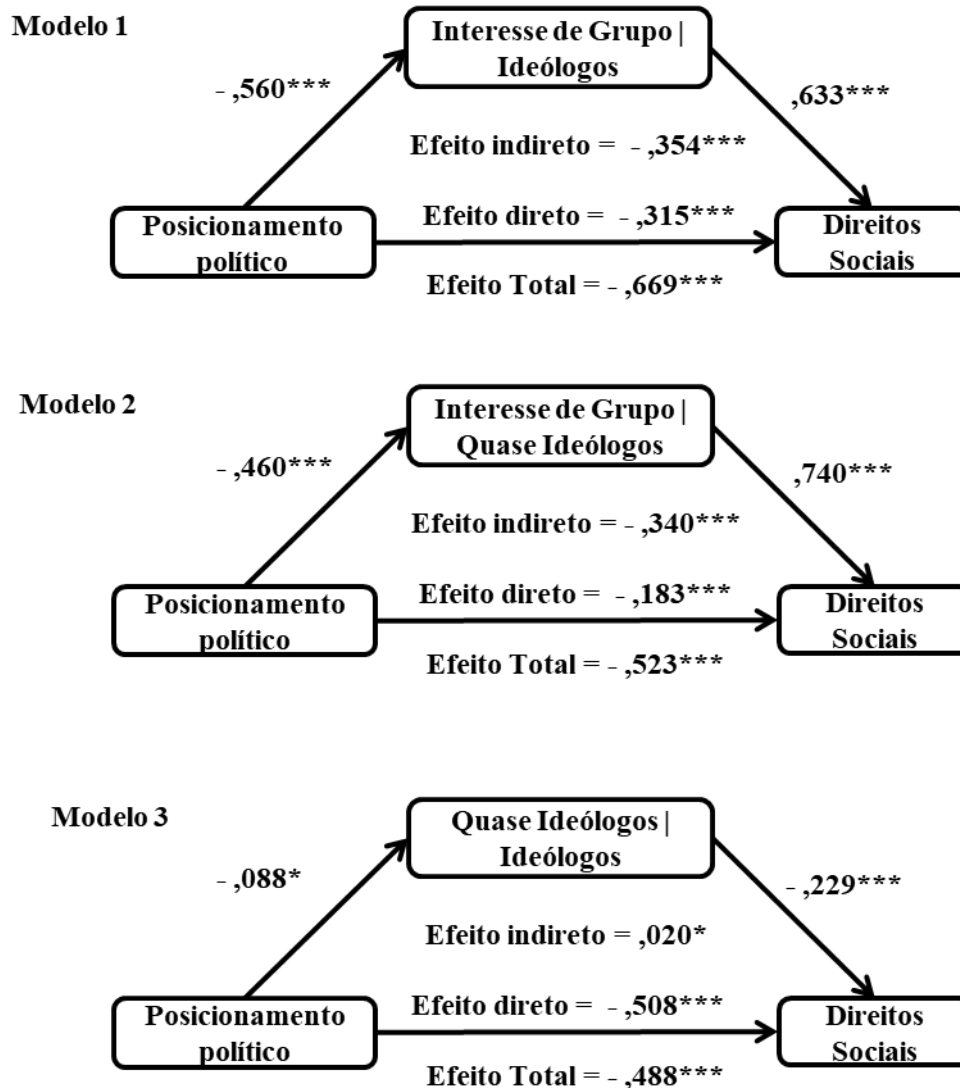 Modelo 1
Interesse de Grupo |
Ideólogos
- ,560***
,633***
Efeito indireto = - ,354***
Posicionamento
político
Efeito direto = - ,315***
Direitos
Sociais
Efeito Total = - ,669***
Modelo 2
Interesse de Grupo |
Quase Ideólogos
- ,460***
,740***
Efeito indireto = - ,340***
Posicionamento
político
Efeito direto = - ,183***
Direitos
Sociais
Efeito Total = - ,523***
Modelo 3
Quase Ideólogos |
Ideólogos
- ,088*
- ,229***
Efeito indireto = ,020*
Posicionamento
político
Efeito direto = - ,508***
Direitos
Sociais
Efeito Total = - ,488***